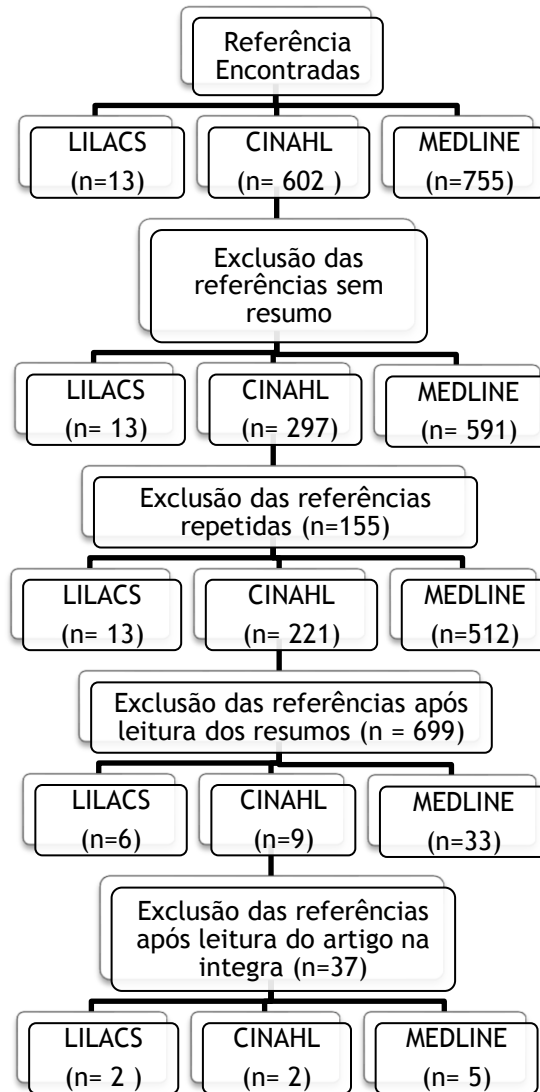 Referência
Encontradas
LILACS
(n=13)
CINAHL
(n= 602 )
MEDLINE
(n=755)
Exclusão das
referências sem
resumo
LILACS
(n= 13)
CINAHL
(n= 297)
MEDLINE
(n= 591)
Exclusão das referências
repetidas (n=155)
LILACS
(n= 13)
CINAHL
(n= 221)
MEDLINE
(n=512)
Exclusão das referências após
leitura dos resumos (n = 699)
LILACS
(n=6)
CINAHL
(n=9)
MEDLINE
(n=33)
Exclusão das referências
após leitura do artigo na
integra (n=37)
LILACS
(n= 2 )
CINAHL
(n= 2)
MEDLINE
(n= 5)